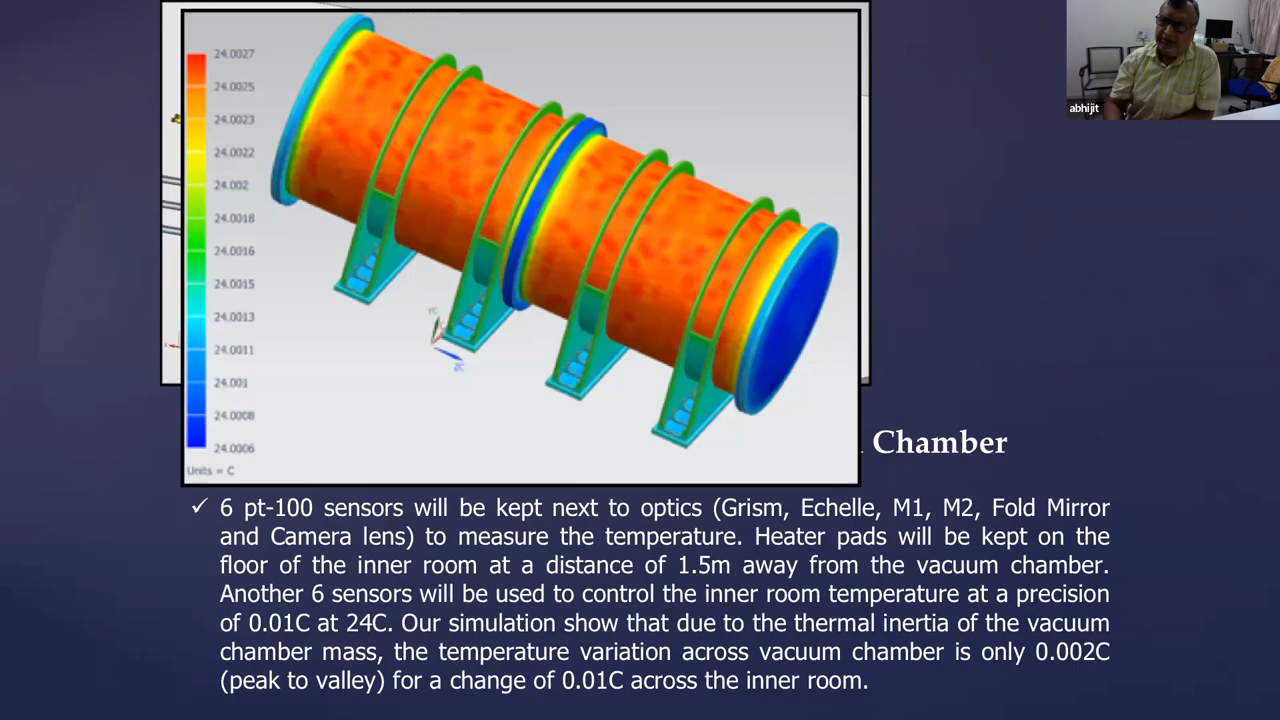 24.0027
24.0025
24.0023
24.0022
24.002
24.0018
24.0016
24.0015
24.0013
24.0011
24.001
24.0008
24.0006
Units = C
YC
ZC
abhijit
Chamber
✓ 6 pt-100 sensors will be kept next to optics (Grism, Echelle, M1, M2, Fold Mirror
and Camera lens) to measure the temperature. Heater pads will be kept on the
floor of the inner room at a distance of 1.5m away from the vacuum chamber.
Another 6 sensors will be used to control the inner room temperature at a precision
of 0.01C at 24C. Our simulation show that due to the thermal inertia of the vacuum
chamber mass, the temperature variation across vacuum chamber is only 0.002C
(peak to valley) for a change of 0.01C across the inner room.